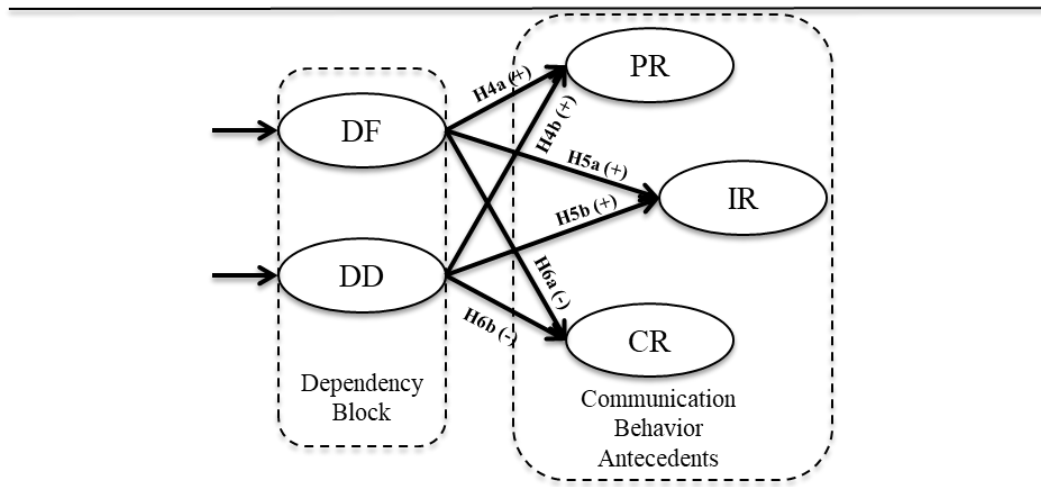 PR
H4a (+)
DF
H4b (+)
H5a (+)
IR
H5b (+)
DD
H6a (-)
H6b (-)
CR
Dependency
Block
Communication
Behavior
Antecedents